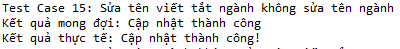 Test Case 15: Sửa tên viết tắt ngành không sửa tên ngành
Kết quả mong đợi: Cập nhật thành công
Kết quả thực tế: Cập nhật thành công!